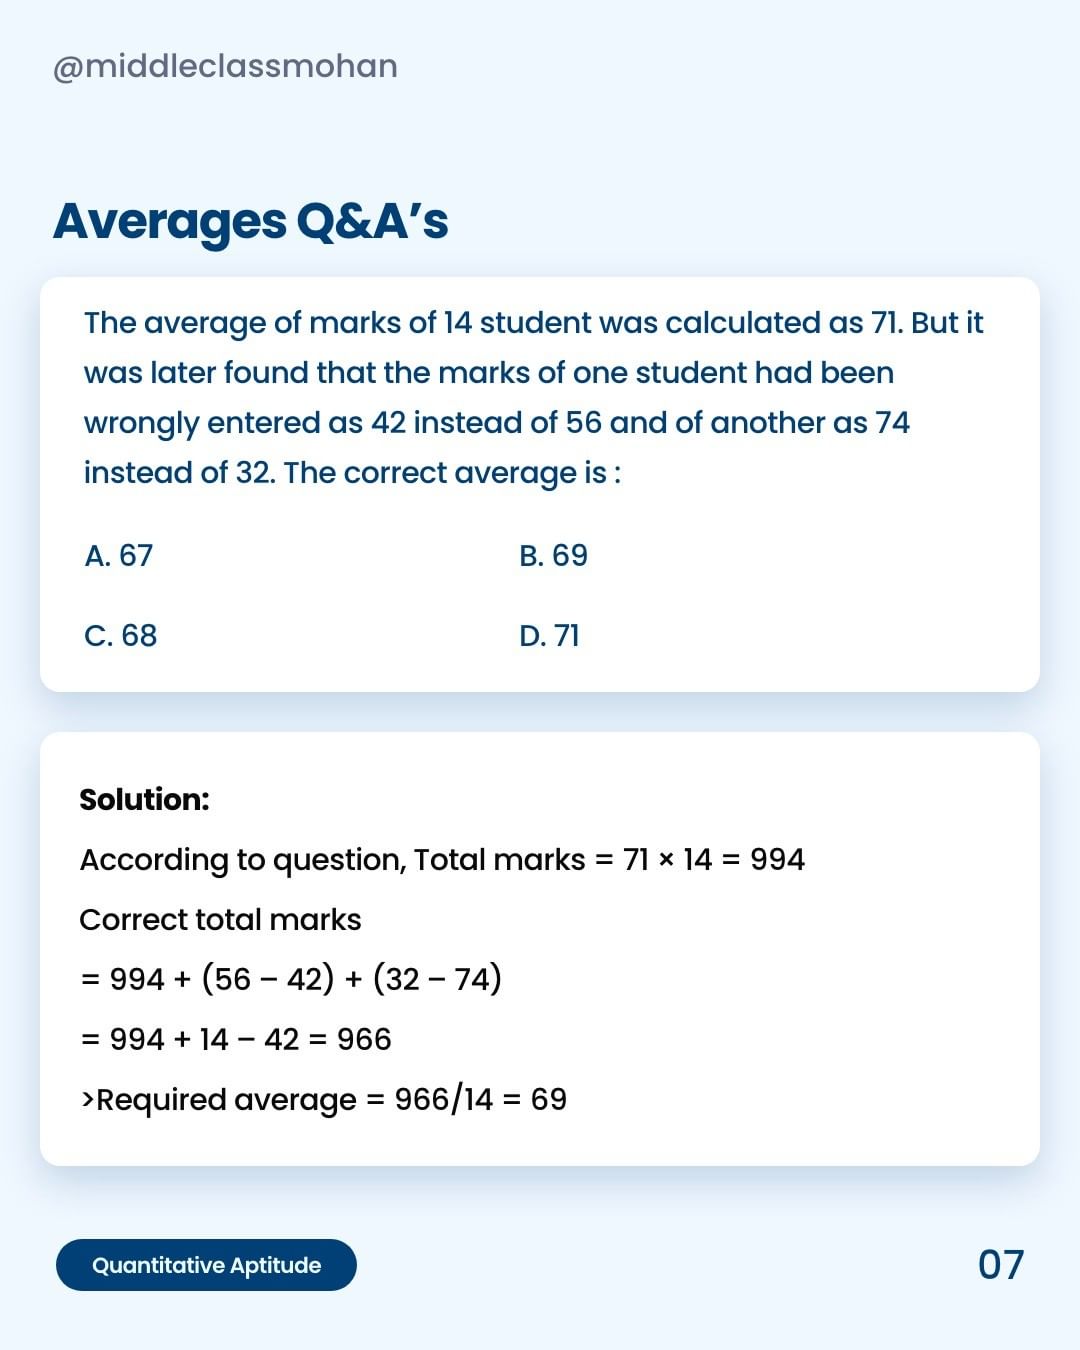 @middleclassmohan
Averages Q&A’s
The average of marks of 14 student was calculated as 71. But it
was later found that the marks of one student had been
wrongly entered as 42 instead of 56 and of another as 74
instead of 32. The correct average is :
A. 67
B. 69
C. 68
D. 71
Solution:
According to question, Total marks = 71 × 14 = 994
Correct total marks
= 994 + (56 – 42) + (32 – 74)
= 994 + 14 – 42 = 966
>Required average = 966/14 = 69
Quantitative Aptitude
07